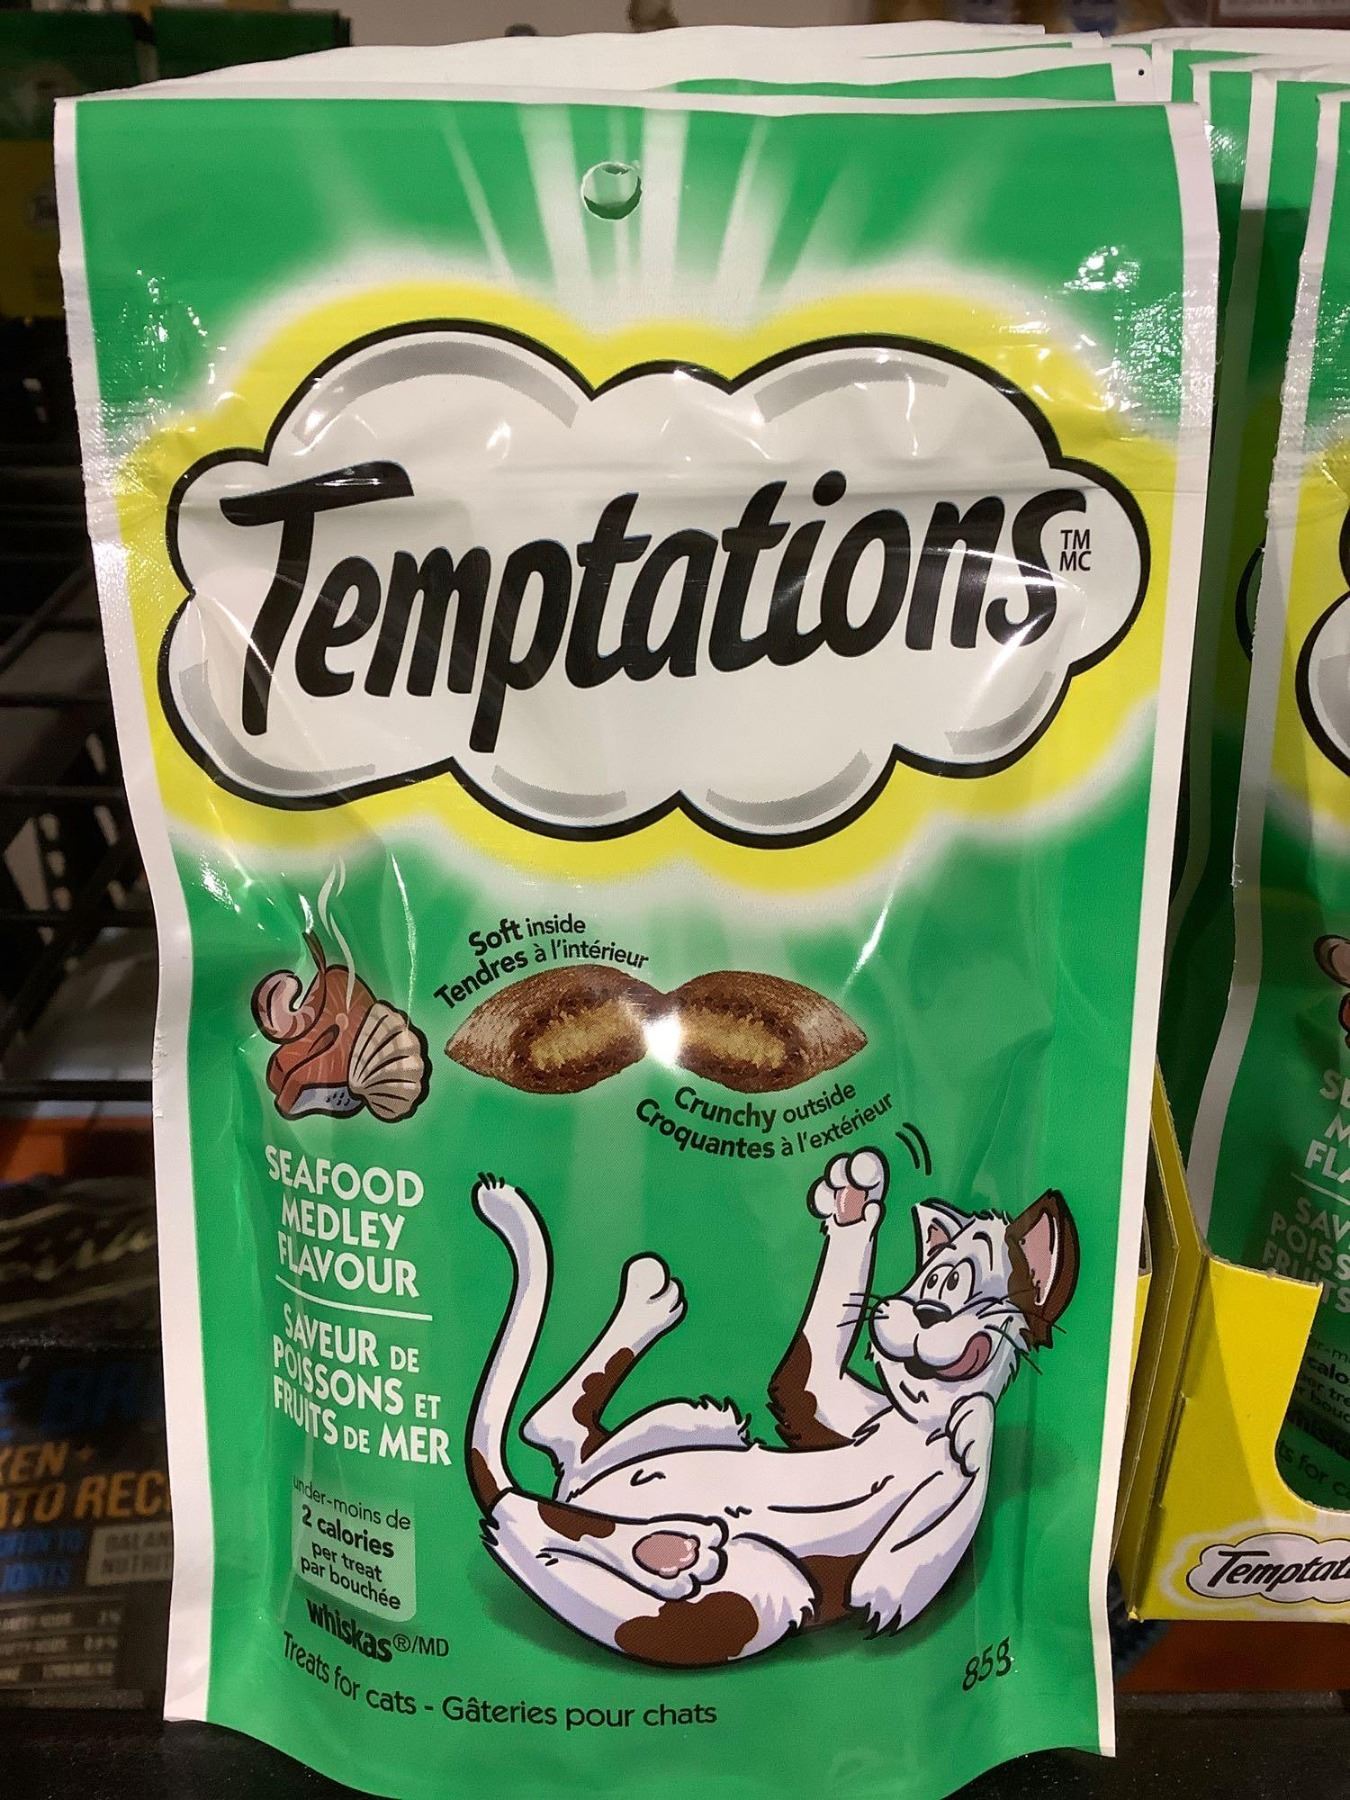 Temptations
TM
MC
Soft inside
Tendres à l'intérieur
Crunchy outside
Croquantes à l'extérieur
SEAFOOD
MEDLEY
FLAVOUR
SAVEUR DE
POISSONS ET
FRUITS DE MER
under-moins de
2 calories
per treat
par bouchée
whiskas®/MD
Treats for cats - Gâteries pour chats
85g
Temptat